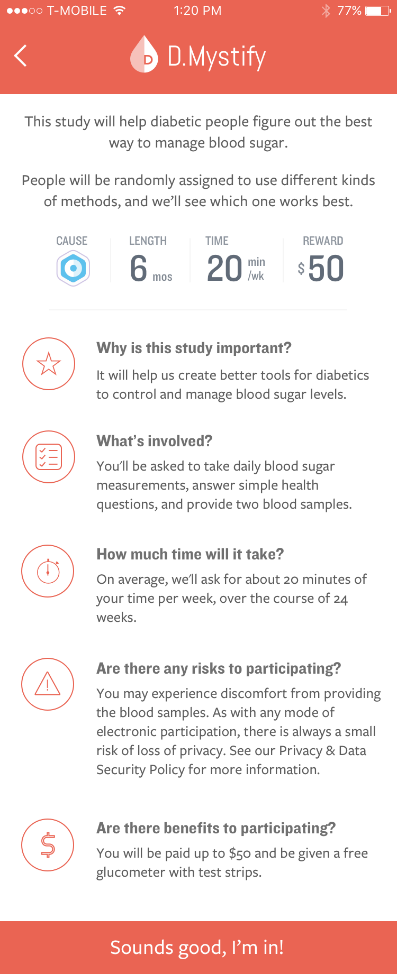 T-MOBILE 1:20 PM 77%
D D.Mystify
This study will help diabetic people figure out the best
way to manage blood sugar.
People will be randomly assigned to use different kinds
of methods, and we'll see which one works best.
CAUSE LENGTH TIME REWARD
6 mos 20 min /wk $50
Why is this study important?
It will help us create better tools for diabetics
to control and manage blood sugar levels.
What's involved?
You'll be asked to take daily blood sugar
measurements, answer simple health
questions, and provide two blood samples.
How much time will it take?
On average, we'll ask for about 20 minutes of
your time per week, over the course of 24
weeks.
Are there any risks to participating?
You may experience discomfort from providing
the blood samples. As with any mode of
electronic participation, there is always a small
risk of loss of privacy. See our Privacy & Data
Security Policy for more information.
Are there benefits to participating?
You will be paid up to $50 and be given a free
glucometer with test strips.
Sounds good, I'm in!